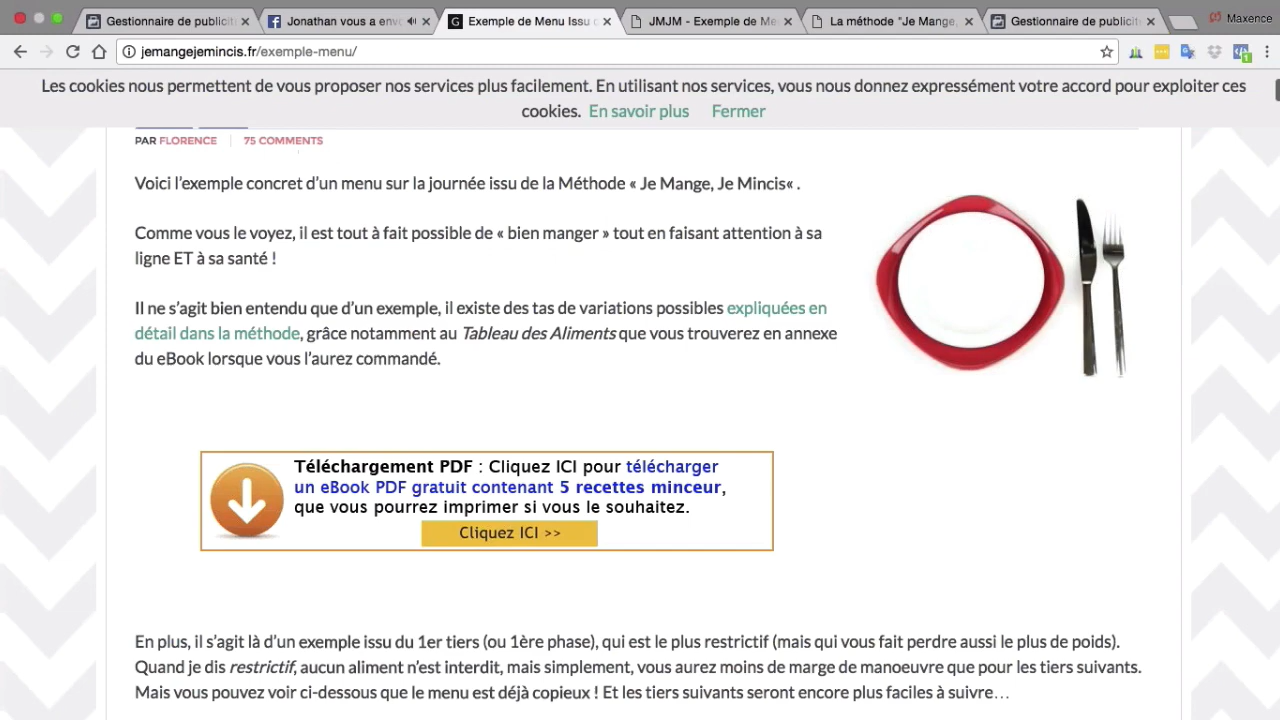 Gestionnaire de publicit
Jonathan vous a envo
Exemple de Menu Issu
JMJM - Exemple de Me
La méthode "Je Mange,
Gestionnaire de publicit
Maxence
jemangejemincis.fr/exemple-menu/
Les cookies nous permettent de vous proposer nos services plus facilement. En utilisant nos services, vous nous donnez expressément votre accord pour exploiter ces
cookies. En savoir plus Fermer
PAR FLORENCE 75 COMMENTS
Voici l'exemple concret d'un menu sur la journée issu de la Méthode « Je Mange, Je Mincis« .
Comme vous le voyez, il est tout à fait possible de « bien manger » tout en faisant attention à sa
ligne ET à sa santé !
Il ne s'agit bien entendu que d'un exemple, il existe des tas de variations possibles expliquées en
détail dans la méthode, grâce notamment au Tableau des Aliments que vous trouverez en annexe
du eBook lorsque vous l'aurez commandé.
Téléchargement PDF : Cliquez ICI pour télécharger
un eBook PDF gratuit contenant 5 recettes minceur,
que vous pourrez imprimer si vous le souhaitez.
Cliquez ICI >>
En plus, il s'agit là d'un exemple issu du 1er tiers (ou 1ère phase), qui est le plus restrictif (mais qui vous fait perdre aussi le plus de poids).
Quand je dis restrictif, aucun aliment n'est interdit, mais simplement, vous aurez moins de marge de manoeuvre que pour les tiers suivants.
Mais vous pouvez voir ci-dessous que le menu est déjà copieux ! Et les tiers suivants seront encore plus faciles à suivre…